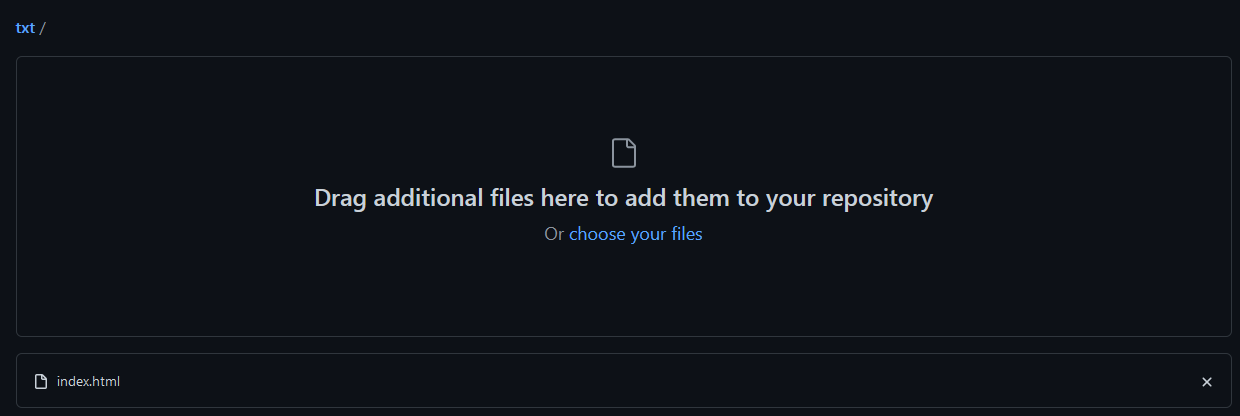 txt /
Drag additional files here to add them to your repository
Or choose your files
index.html